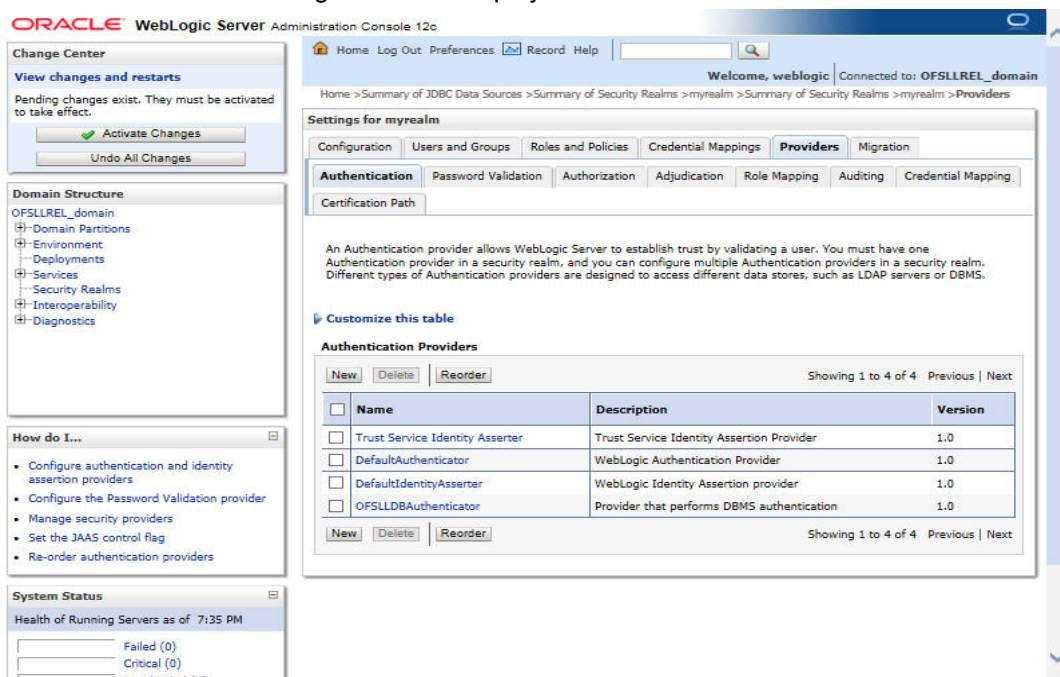 ORACLE WebLogic Server Administration Console 12c
Change Center
View changes and restarts
Pending changes exist. They must be activated
to take effect.
Activate Changes
Undo All Changes
Domain Structure
OFSLLREL_domain
Domain Partitions
Environment
Deployments
Services
Security Realms
Interoperability
Diagnostics
How do I...
Configure authentication and identity
assertion providers
Configure the Password Validation provider
Manage security providers
Set the JAAS control flag
Re-order authentication providers
System Status
Health of Running Servers as of 7:35 PM
Failed (0)
Critical (0)
Home Log Out Preferences Record Help
Welcome, weblogic Connected to: OFSLLREL_domain
Home >Summary of JDBC Data Sources >Summary of Security Realms >myrealm >Summary of Security Realms >myrealm >Providers
Settings for myrealm
Configuration Users and Groups Roles and Policies Credential Mappings Providers Migration
Authentication Password Validation Authorization Adjudication Role Mapping Auditing Credential Mapping
Certification Path
An Authentication provider allows WebLogic Server to establish trust by validating a user. You must have one
Authentication provider in a security realm, and you can configure multiple Authentication providers in a security realm.
Different types of Authentication providers are designed to access different data stores, such as LDAP servers or DBMS.
Customize this table
Authentication Providers
New Delete Reorder Showing 1 to 4 of 4 Previous | Next
Name Description Version
Trust Service Identity Asserter Trust Service Identity Assertion Provider 1.0
DefaultAuthenticator WebLogic Authentication Provider 1.0
DefaultIdentityAsserter WebLogic Identity Assertion provider 1.0
OFSLLDBAuthenticator Provider that performs DBMS authentication 1.0
New Delete Reorder Showing 1 to 4 of 4 Previous | Next